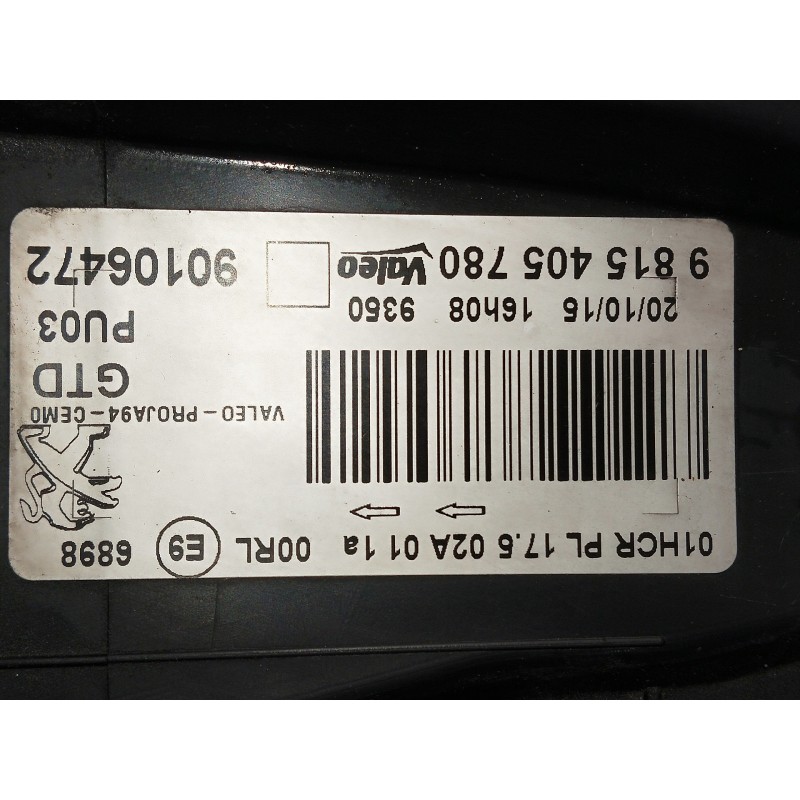 01HCR PL 17.5 02A 01 1a 00RL E9 6898
VALEO-PROJA94-CEM0
GTD
PU03
20/10/15 16h08 9350
9 815 405 780 Valeo 90106472